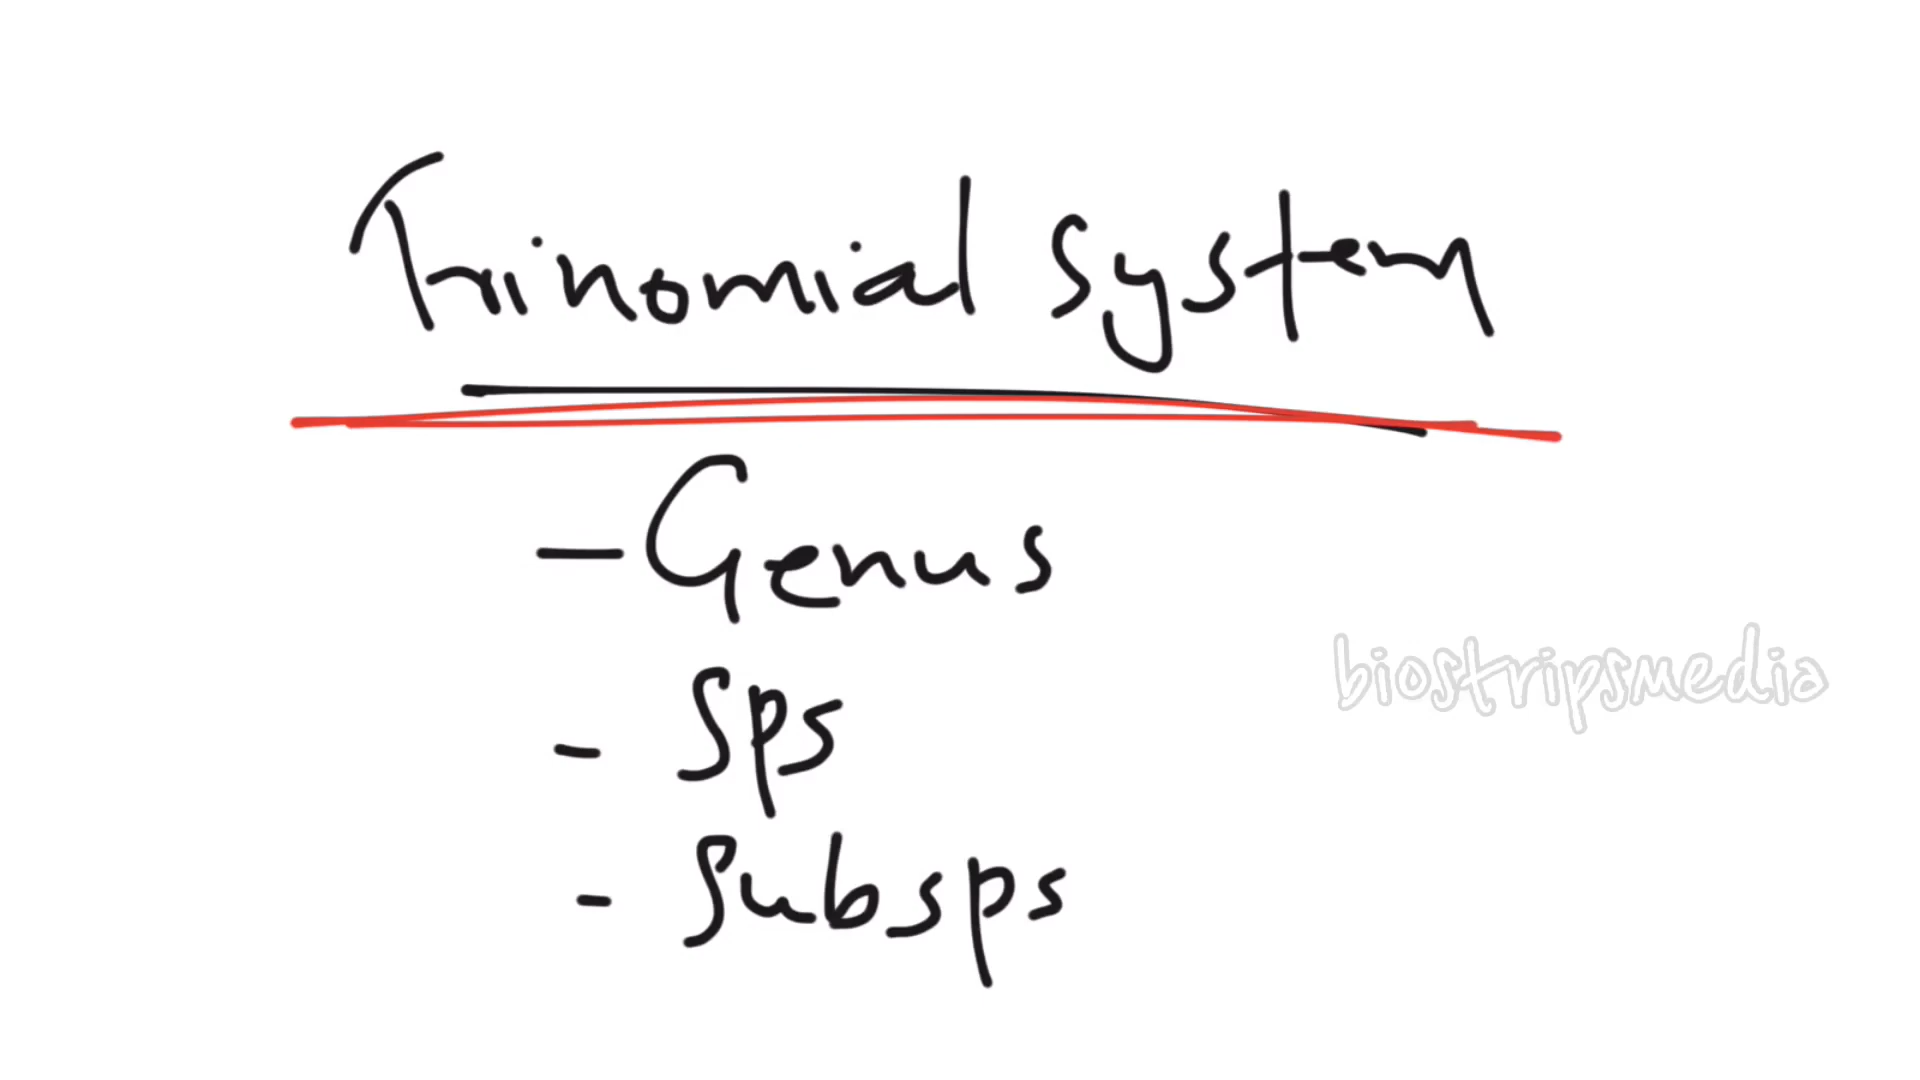 Trinomial System
- Genus
- Sps
- Subsps
biostripsmedia